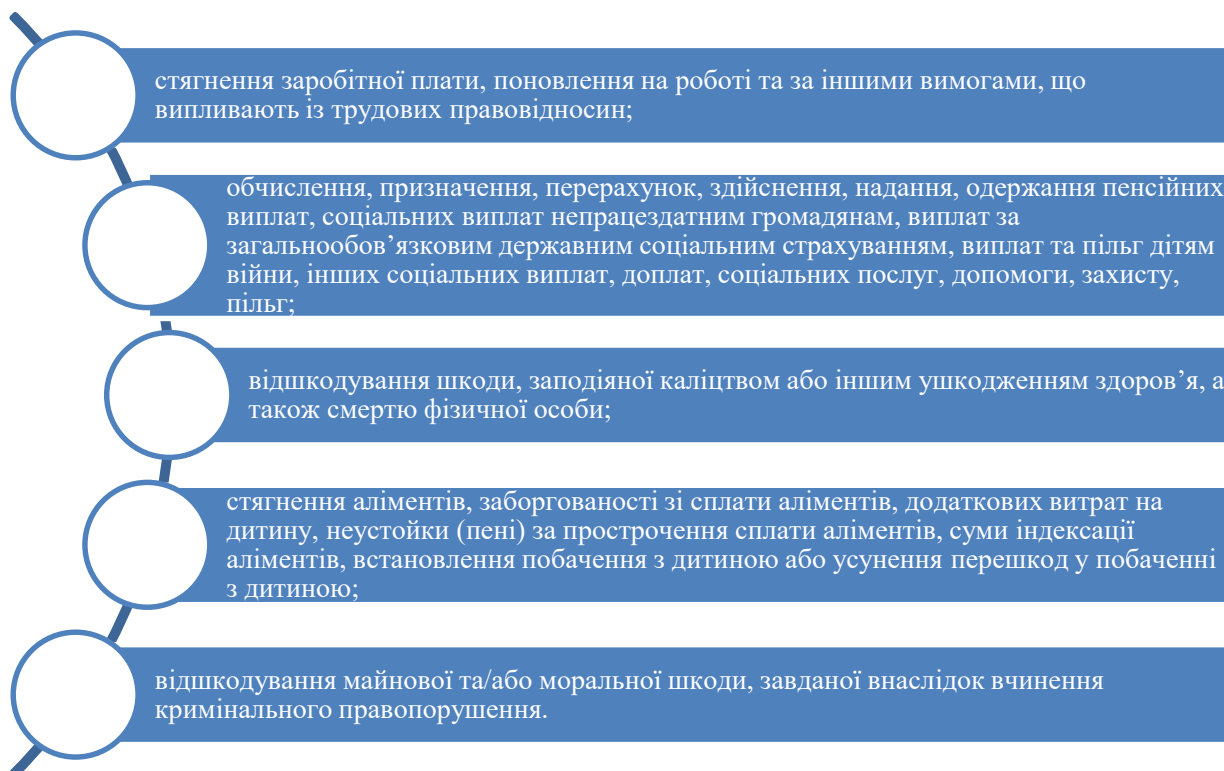 стягнення заробітної плати, поновлення на роботі та за іншими вимогами, що
випливають із трудових правовідносин;
обчислення, призначення, перерахунок, здійснення, надання, одержання пенсійних
виплат, соціальних виплат непрацездатним громадянам, виплат за
загальнообов’язковим державним соціальним страхуванням, виплат та пільг дітям
війни, інших соціальних виплат, доплат, соціальних послуг, допомоги, захисту,
пільг;
відшкодування шкоди, заподіяної каліцтвом або іншим ушкодженням здоров’я, а
також смертю фізичної особи;
стягнення аліментів, заборгованості зі сплати аліментів, додаткових витрат на
дитину, неустойки (пені) за прострочення сплати аліментів, суми індексації
аліментів, встановлення побачення з дитиною або усунення перешкод у побаченні
з дитиною;
відшкодування майнової та/або моральної шкоди, завданої внаслідок вчинення
кримінального правопорушення.